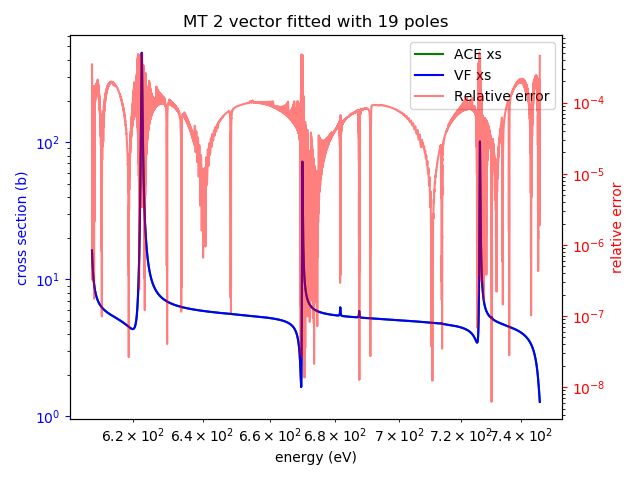 MT 2 vector fitted with 19 poles
ACE xs
VF xs
Relative error
cross section (b)
10²
10¹
10⁰
relative error
10⁻⁴
10⁻⁵
10⁻⁶
10⁻⁷
10⁻⁸
6.2 × 10² 6.4 × 10² 6.6 × 10² 6.8 × 10² 7 × 10² 7.2 × 10² 7.4 × 10²
energy (eV)